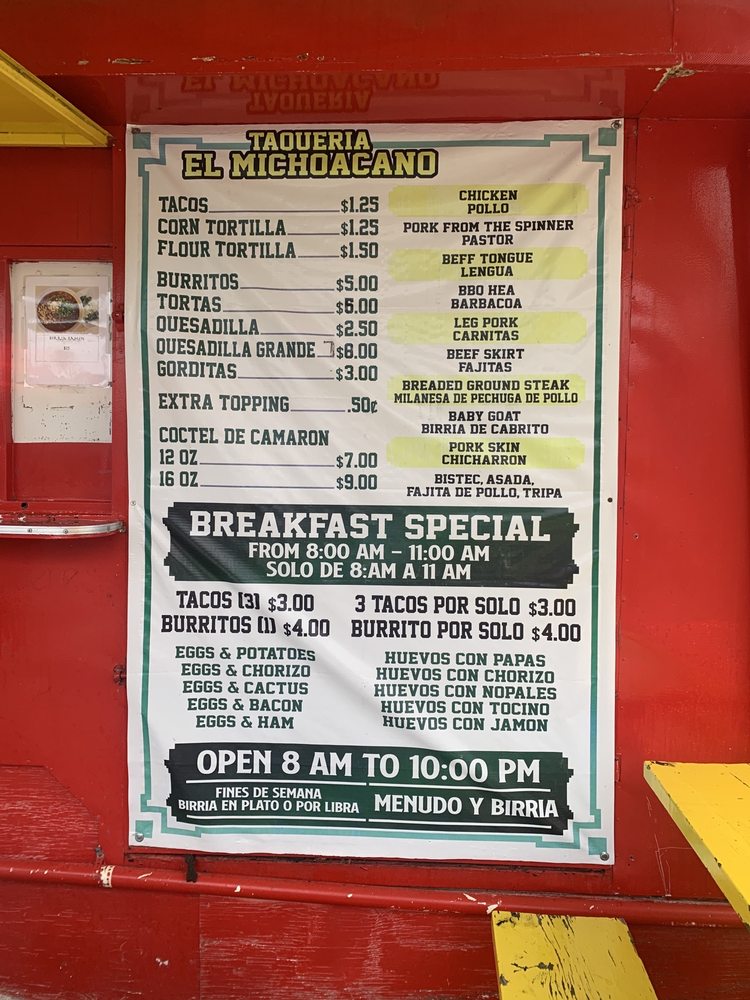 TAQUERIA
EL MICHOACANO
TACOS $1.25
CORN TORTILLA $1.25
FLOUR TORTILLA $1.50
BURRITOS $5.00
TORTAS $6.00
QUESADILLA $2.50
QUESADILLA GRANDE $6.00
GORDITAS $3.00
EXTRA TOPPING .50¢
COCTEL DE CAMARON
12 OZ $7.00
16 OZ $9.00
CHICKEN
POLLO
PORK FROM THE SPINNER
PASTOR
BEFF TONGUE
LENGUA
BBQ HEA
BARBACOA
LEG PORK
CARNITAS
BEEF SKIRT
FAJITAS
BREADED GROUND STEAK
MILANESA DE PECHUGA DE POLLO
BABY GOAT
BIRRIA DE CABRITO
PORK SKIN
CHICHARRON
BISTEC, ASADA,
FAJITA DE POLLO, TRIPA
BREAKFAST SPECIAL
FROM 8:00 AM - 11:00 AM
SOLO DE 8:AM A 11 AM
TACOS (3) $3.00
BURRITOS (1) $4.00
3 TACOS POR SOLO $3.00
BURRITO POR SOLO $4.00
EGGS & POTATOES
EGGS & CHORIZO
EGGS & CACTUS
EGGS & BACON
EGGS & HAM
HUEVOS CON PAPAS
HUEVOS CON CHORIZO
HUEVOS CON NOPALES
HUEVOS CON TOCINO
HUEVOS CON JAMON
OPEN 8 AM TO 10:00 PM
FINES DE SEMANA
BIRRIA EN PLATO O POR LIBRA
MENUDO Y BIRRIA